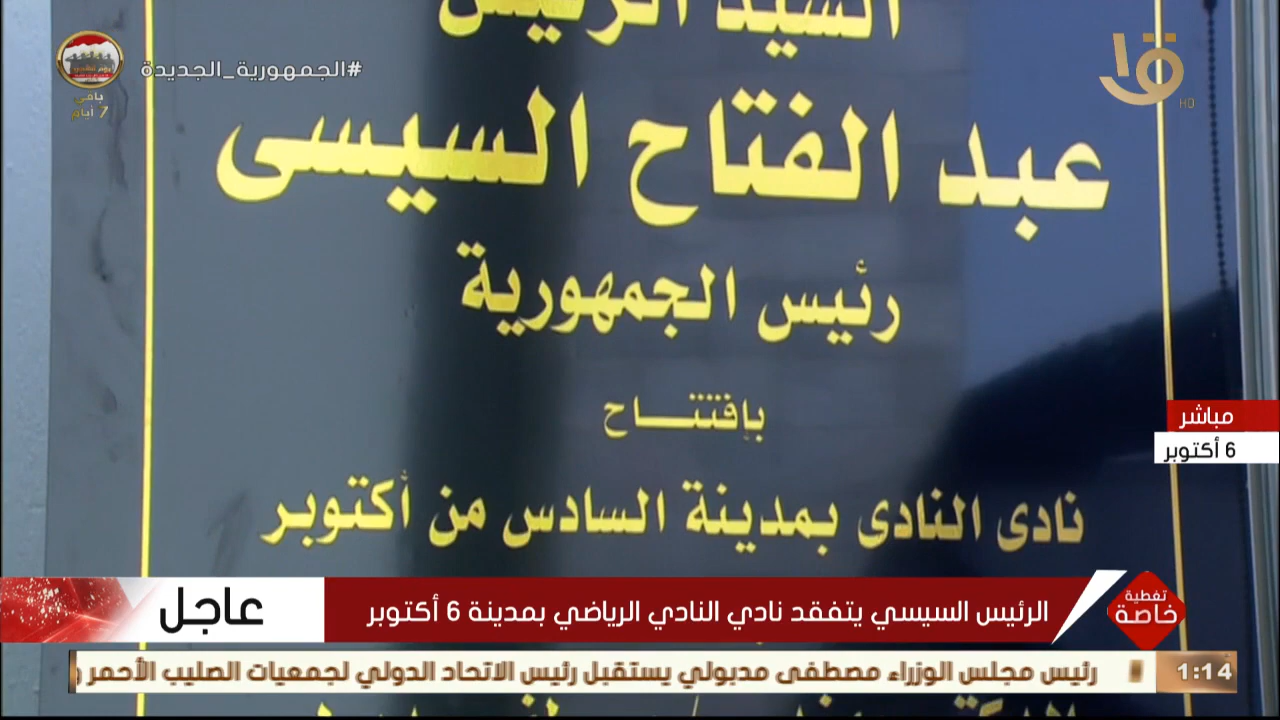 السيد الرئيس
#الجمهورية_الجديدة
باقي
7 أيام
HD
عبد الفتاح السيسى
رئيس الجمهورية
بإفتتاح
مباشر
6 أكتوبر
نادى النادى بمدينة السادس من أكتوبر
تغطية
خاصة
الرئيس السيسي يتفقد نادي النادي الرياضي بمدينة 6 أكتوبر
عاجل
1:14
رئيس مجلس الوزراء مصطفى مدبولي يستقبل رئيس الاتحاد الدولي لجمعيات الصليب الأحمر و